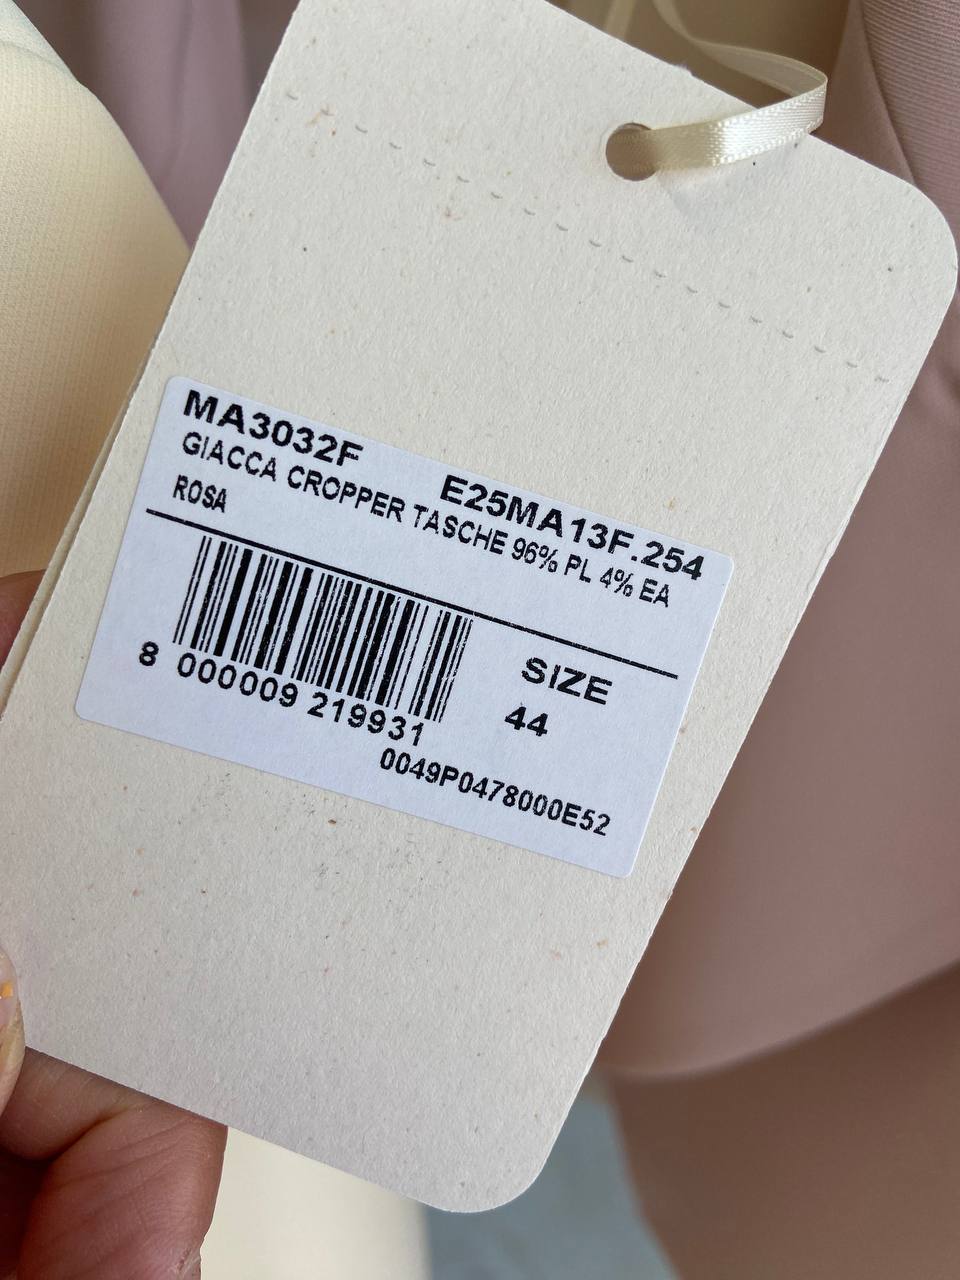 MA3032F E25MA13F.254
GIACCA CROPPER TASCHE 96% PL 4% EA
ROSA
SIZE
44
8 000009 219931
0049P0478000E52